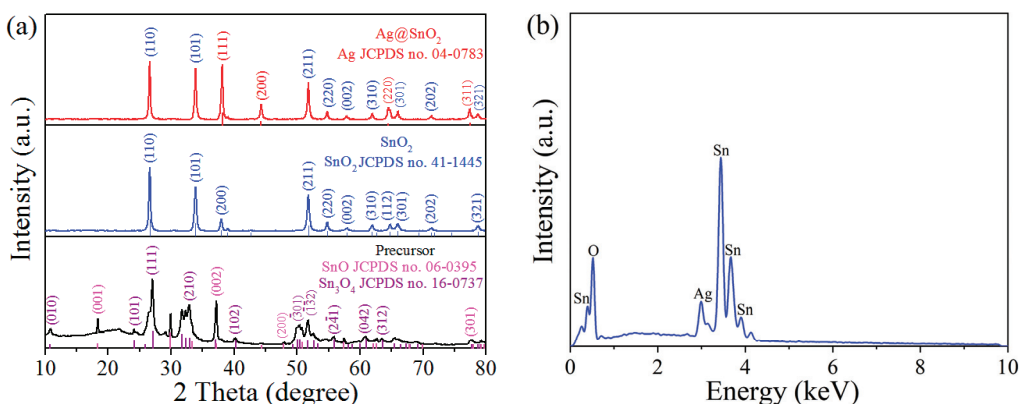 (a)
Intensity (a.u.)
Ag@SnO₂
Ag JCPDS no. 04-0783
(110)
(101)
(111)
(200)
(211)
(220)
(002)
(310)
(220)
(301)
(202)
(311)
(321)
SnO₂
SnO₂ JCPDS no. 41-1445
(110)
(101)
(200)
(211)
(220)
(002)
(310)
(112)
(301)
(202)
(321)
Precursor
SnO JCPDS no. 06-0395
Sn₃O₄ JCPDS no. 16-0737
(010)
(001)
(101)
(111)
(210)
(002)
(102)
(200)
(042)
(312)
(301)
10 20 30 40 50 60 70 80
2 Theta (degree)
(b)
Intensity (a.u.)
Sn
O
Ag
Sn
Sn
Sn
0 2 4 6 8 10
Energy (keV)